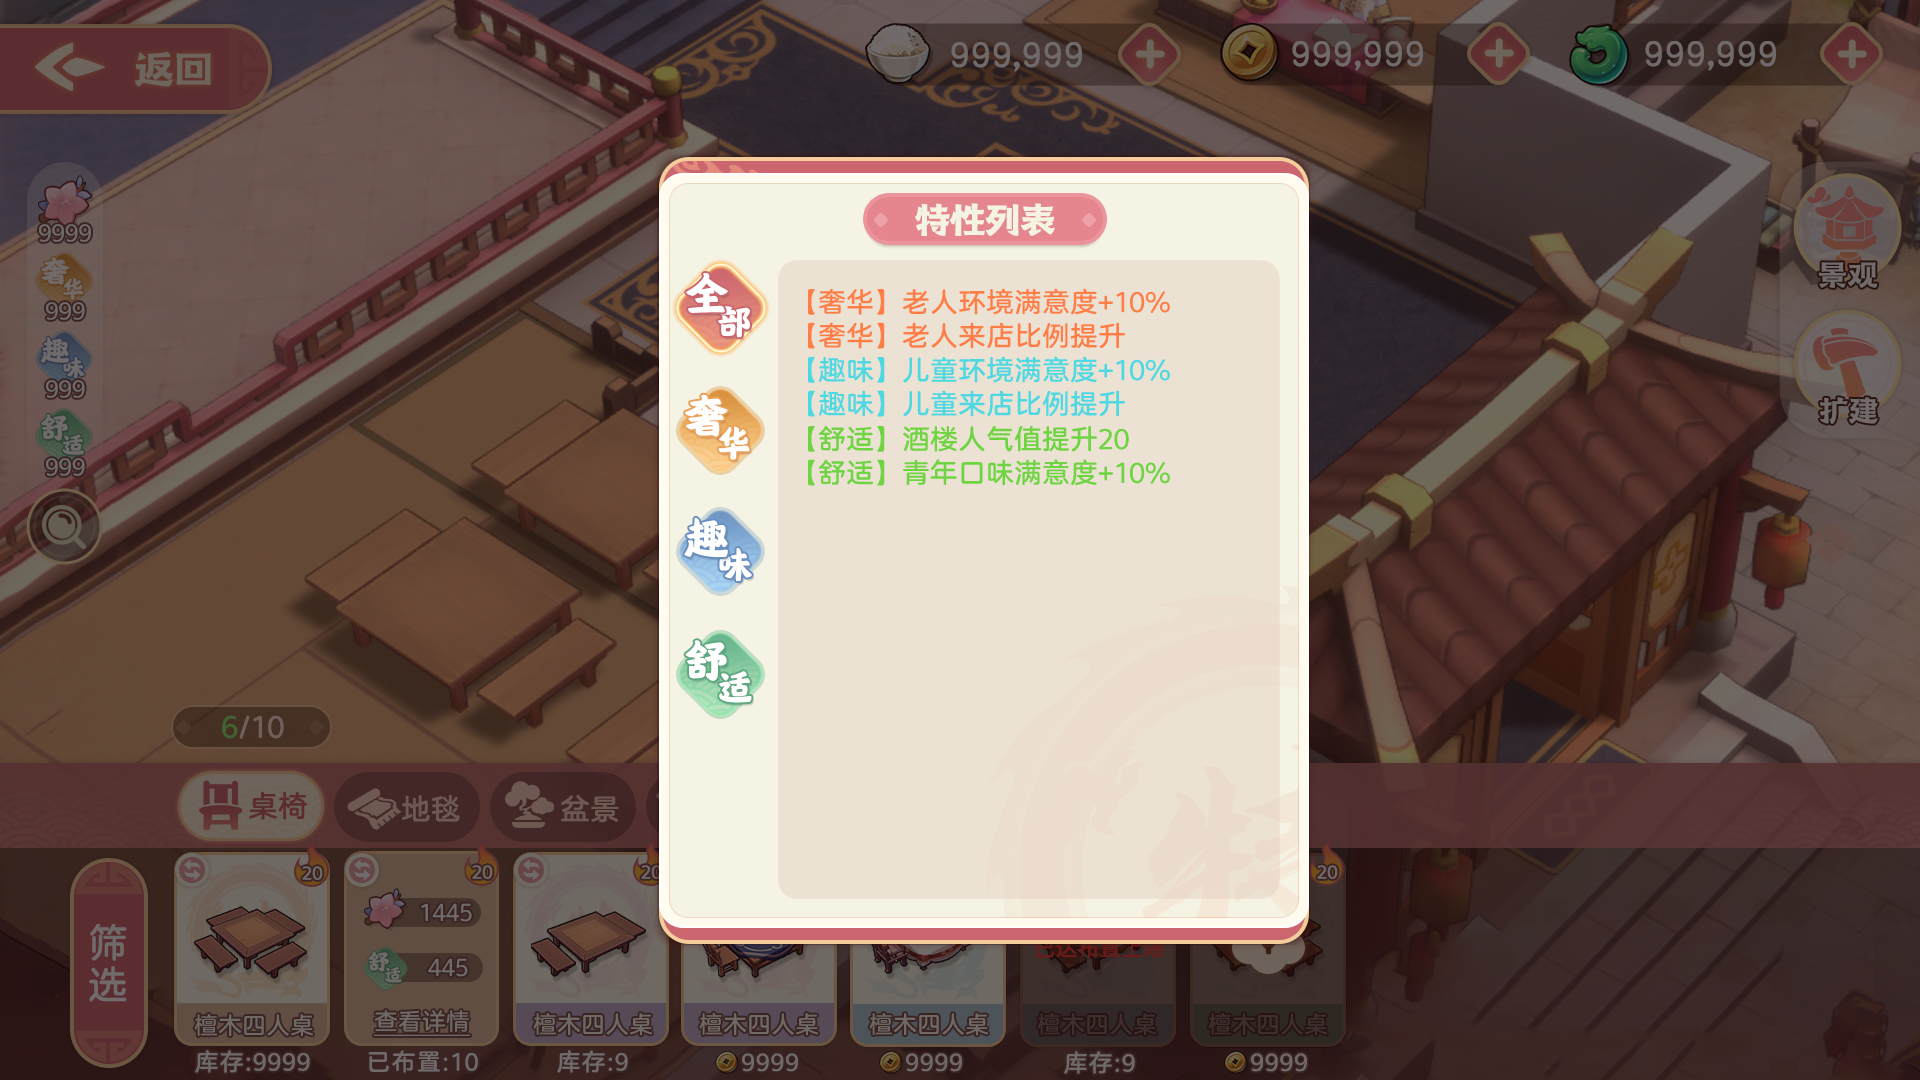 返回
999,999
999,999
999,999
9999
奢华
999
趣味
999
舒适
999
景观
扩建
特性列表
全部
奢华
趣味
舒适
【奢华】老人环境满意度+10%
【奢华】老人来店比例提升
【趣味】儿童环境满意度+10%
【趣味】儿童来店比例提升
【舒适】酒楼人气值提升20
【舒适】青年口味满意度+10%
6/10
桌椅
地毯
盆景
筛选
20
20
20
20
1445
舒适
445
查看详情
檀木四人桌
檀木四人桌
檀木四人桌
檀木四人桌
檀木四人桌
檀木四人桌
库存:9999
已布置:10
库存:9
9999
9999
库存:9
9999